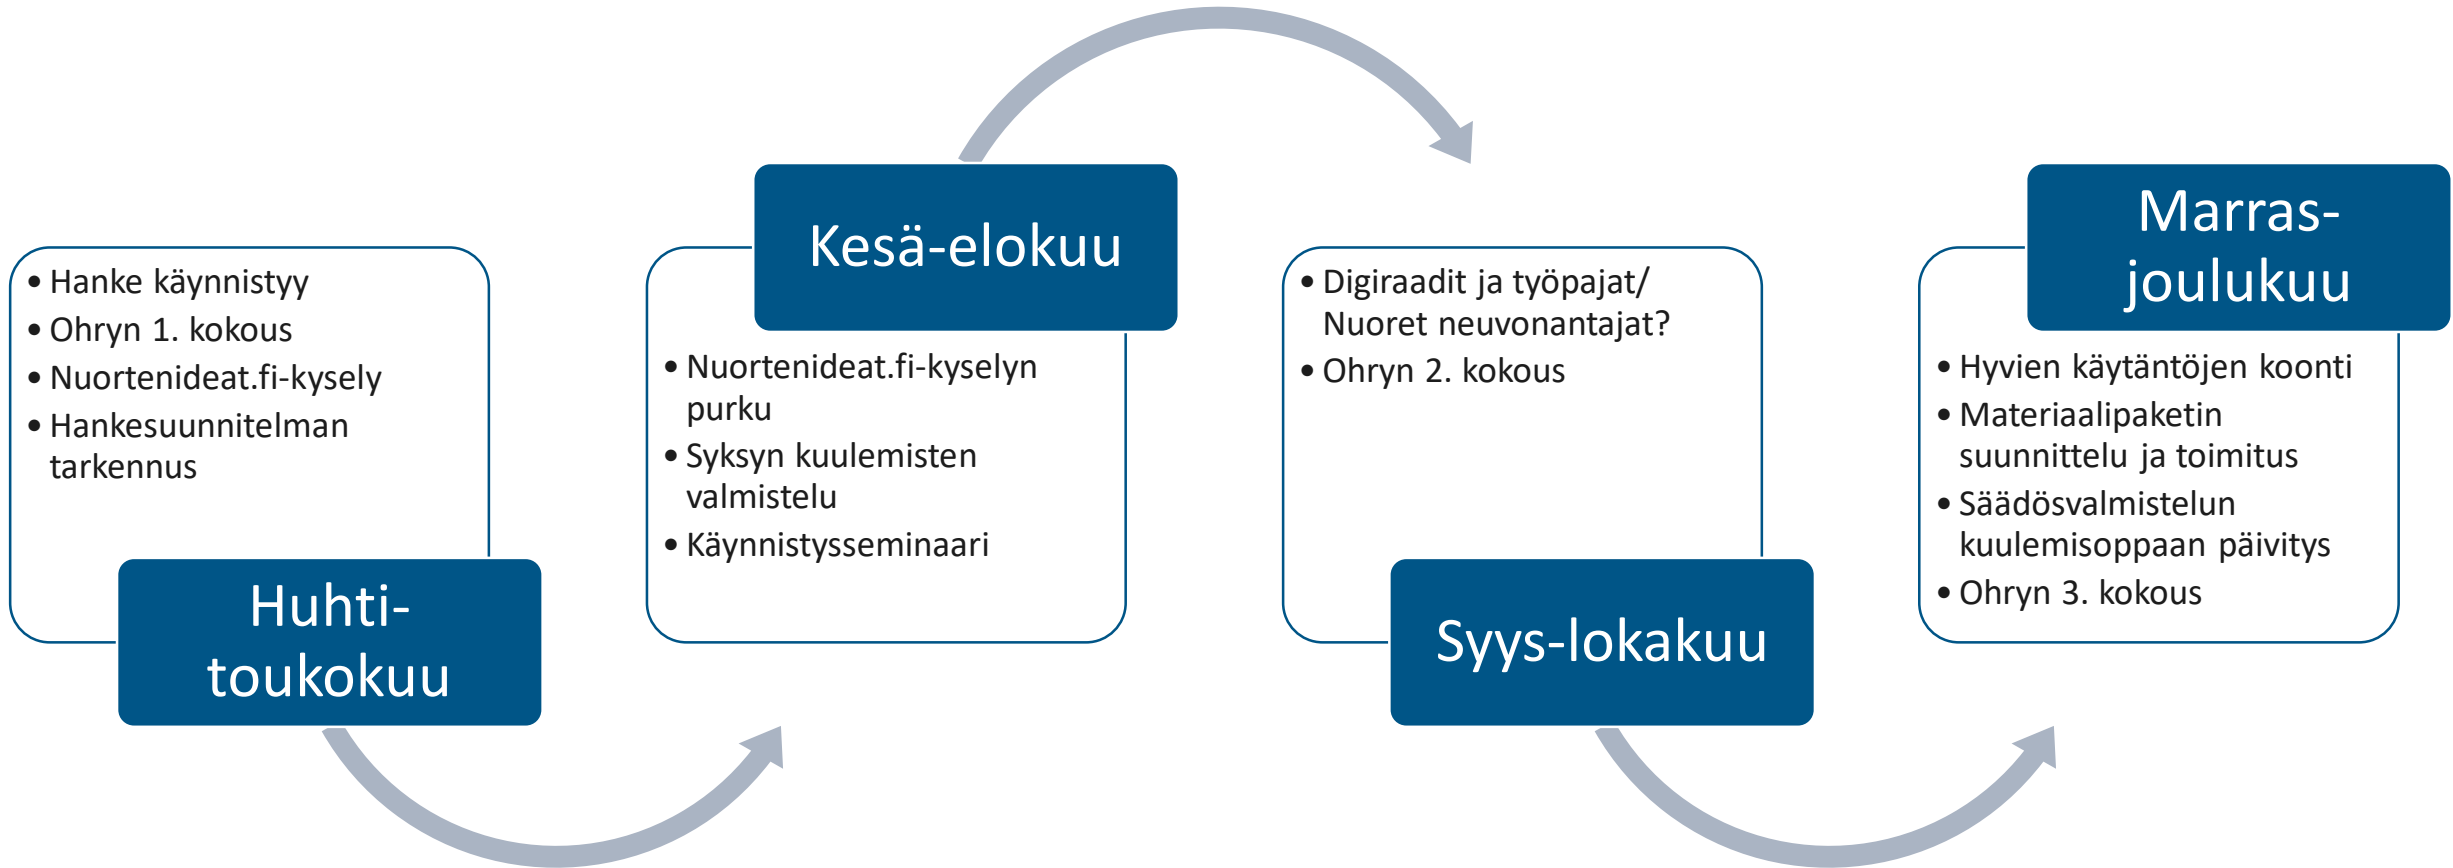 • Hanke käynnistyy
• Ohryn 1. kokous
• Nuortenideat.fi-kysely
• Hankesuunnitelman
tarkennus
Huhti-
toukokuu
Kesä-elokuu
• Nuortenideat.fi-kyselyn
purku
• Syksyn kuulemisten
valmistelu
• Käynnistysseminaari
• Digiraadit ja työpajat/
Nuoret neuvonantajat?
• Ohryn 2. kokous
Syys-lokakuu
Marras-
joulukuu
• Hyvien käytäntöjen koonti
• Materiaalipaketin
suunnittelu ja toimitus
• Säädösvalmistelun
kuulemisoppaan päivitys
• Ohryn 3. kokous